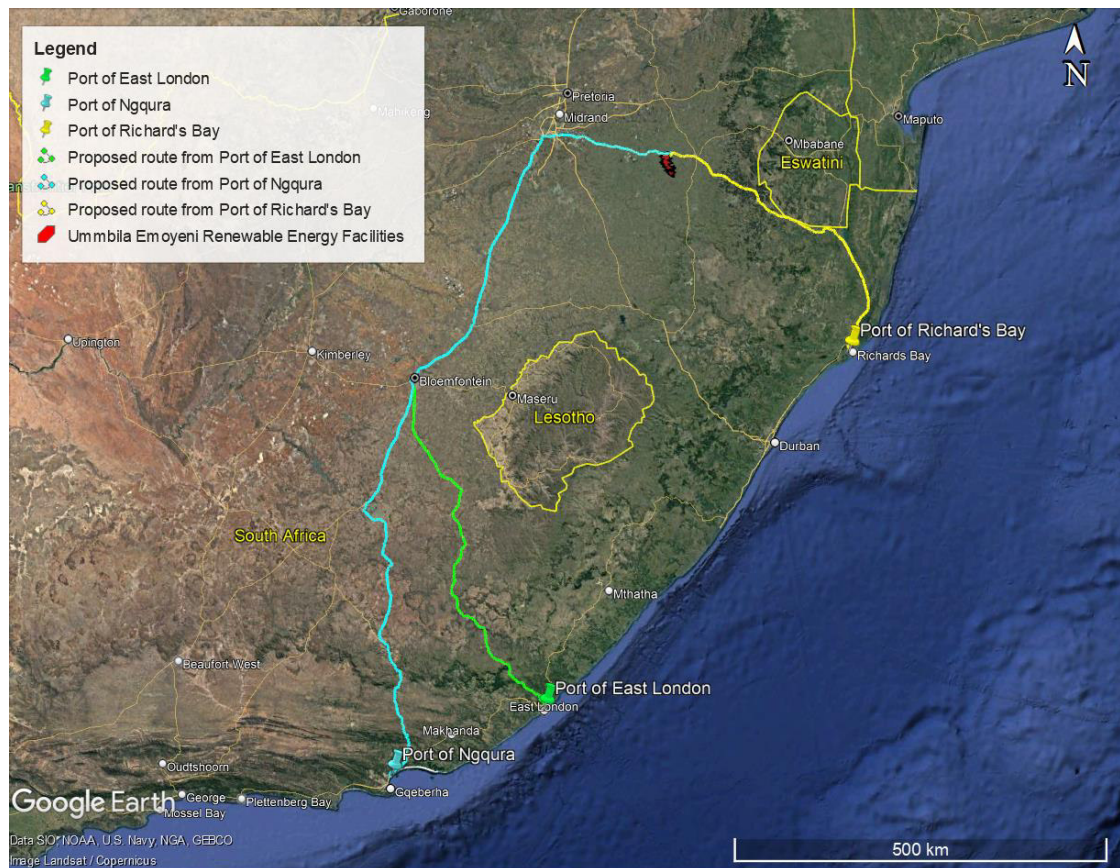 Gaborone
Legend
Port of East London
Port of Ngqura
Port of Richard's Bay
Proposed route from Port of East London
Proposed route from Port of Ngqura
Proposed route from Port of Richard's Bay
Ummbila Emoyeni Renewable Energy Facilities
N
Mahikeng
Pretoria
Midrand
Maputo
Mbabane
Eswatini
Upington
Kimberley
Port of Richard's Bay
Richards Bay
Bloemfontein
Maseru
Lesotho
Durban
South Africa
Mthatha
Beaufort West
Port of East London
East London
Makhanda
Port of Ngqura
Oudtshoorn
Gqeberha
George
Plettenberg Bay
Mossel Bay
Google Earth
Data SIO, NOAA, U.S. Navy, NGA, GEBCO
Image Landsat / Copernicus
500 km